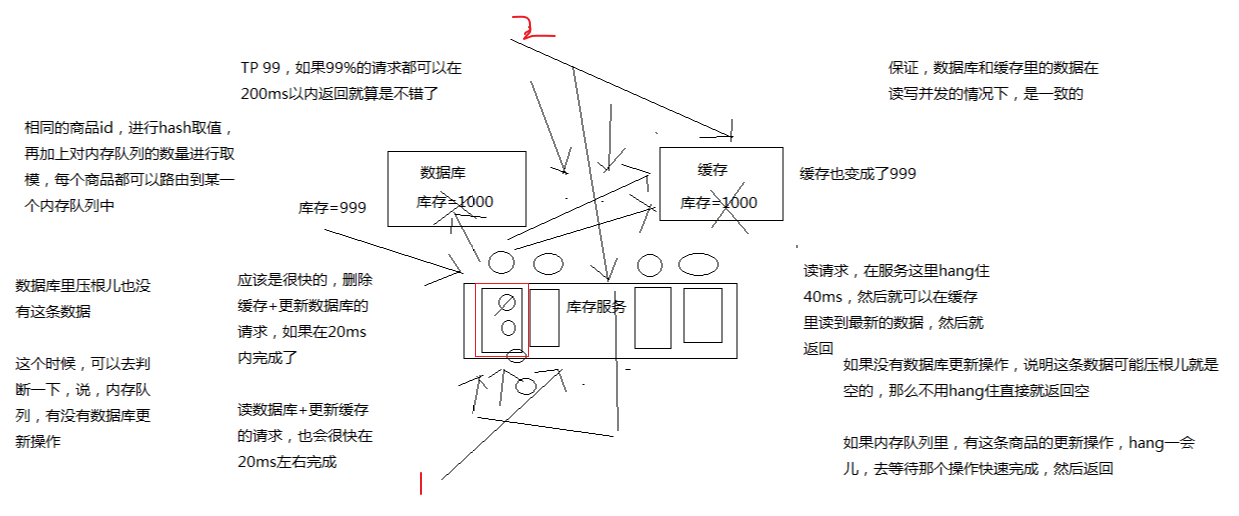 2
TP 99，如果99%的请求都可以在
200ms以内返回就算是不错了
保证，数据库和缓存里的数据在
读写并发的情况下，是一致的
相同的商品id，进行hash取值，
再加上对内存队列的数量进行取
模，每个商品都可以路由到某一
个内存队列中
数据库
库存=1000
缓存
库存=1000
缓存也变成了999
库存=999
数据库里压根儿也没
有这条数据
这个时候，可以去判
断一下，说，内存队
列，有没有数据库更
新操作
应该是很快的，删除
缓存+更新数据库的
请求，如果在20ms
内完成了
读数据库+更新缓存
的请求，也会很快在
20ms左右完成
库存服务
读请求，在服务这里hang住
40ms，然后就可以在缓存
里读到最新的数据，然后就
返回
如果没有数据库更新操作，说明这条数据可能压根儿就是
空的，那么不用hang住直接就返回空
如果内存队列里，有这条商品的更新操作，hang一会
儿，去等待那个操作快速完成，然后返回
1